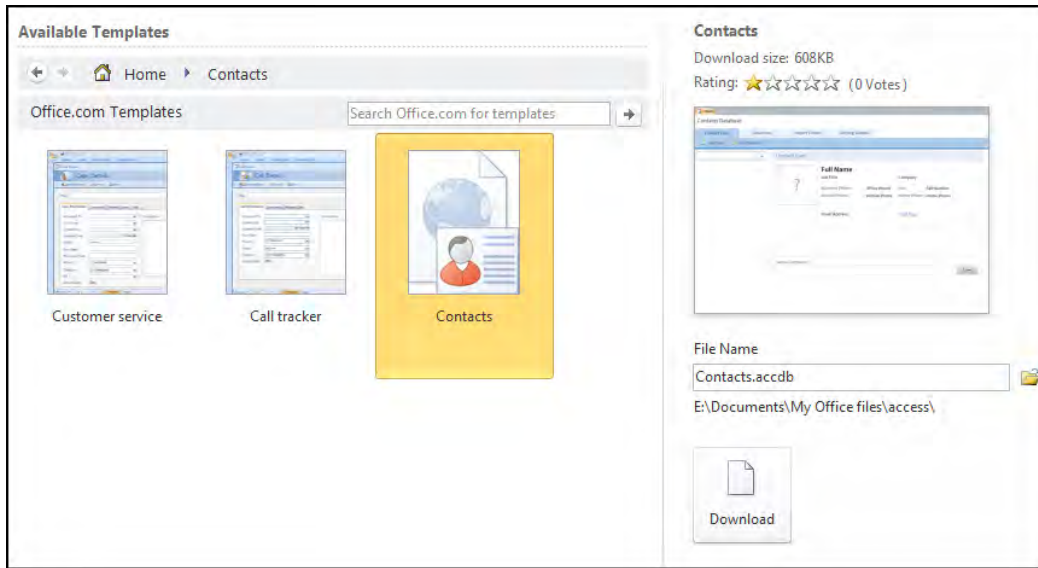 Available Templates
Home Contacts
Office.com Templates
Search Office.com for templates
Customer service
Call tracker
Contacts
Contacts
Download size: 608KB
Rating: (0 Votes)
Full Name
File Name
Contacts.accdb
E:\Documents\My Office files\access\
Download